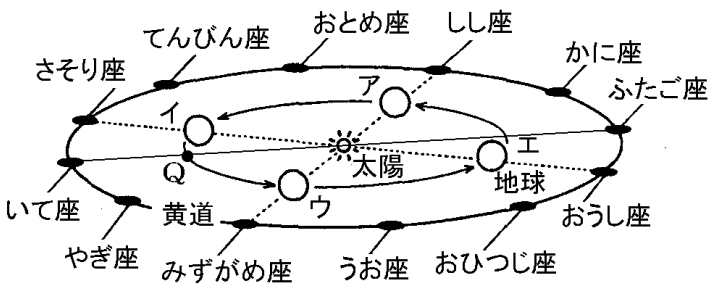 おとめ座
しし座
てんびん座
かに座
さそり座
ア
ふたご座
イ
エ
太陽
Q
地球
ウ
いて座
黄道
おうし座
やぎ座
みずがめ座
うお座
おひつじ座